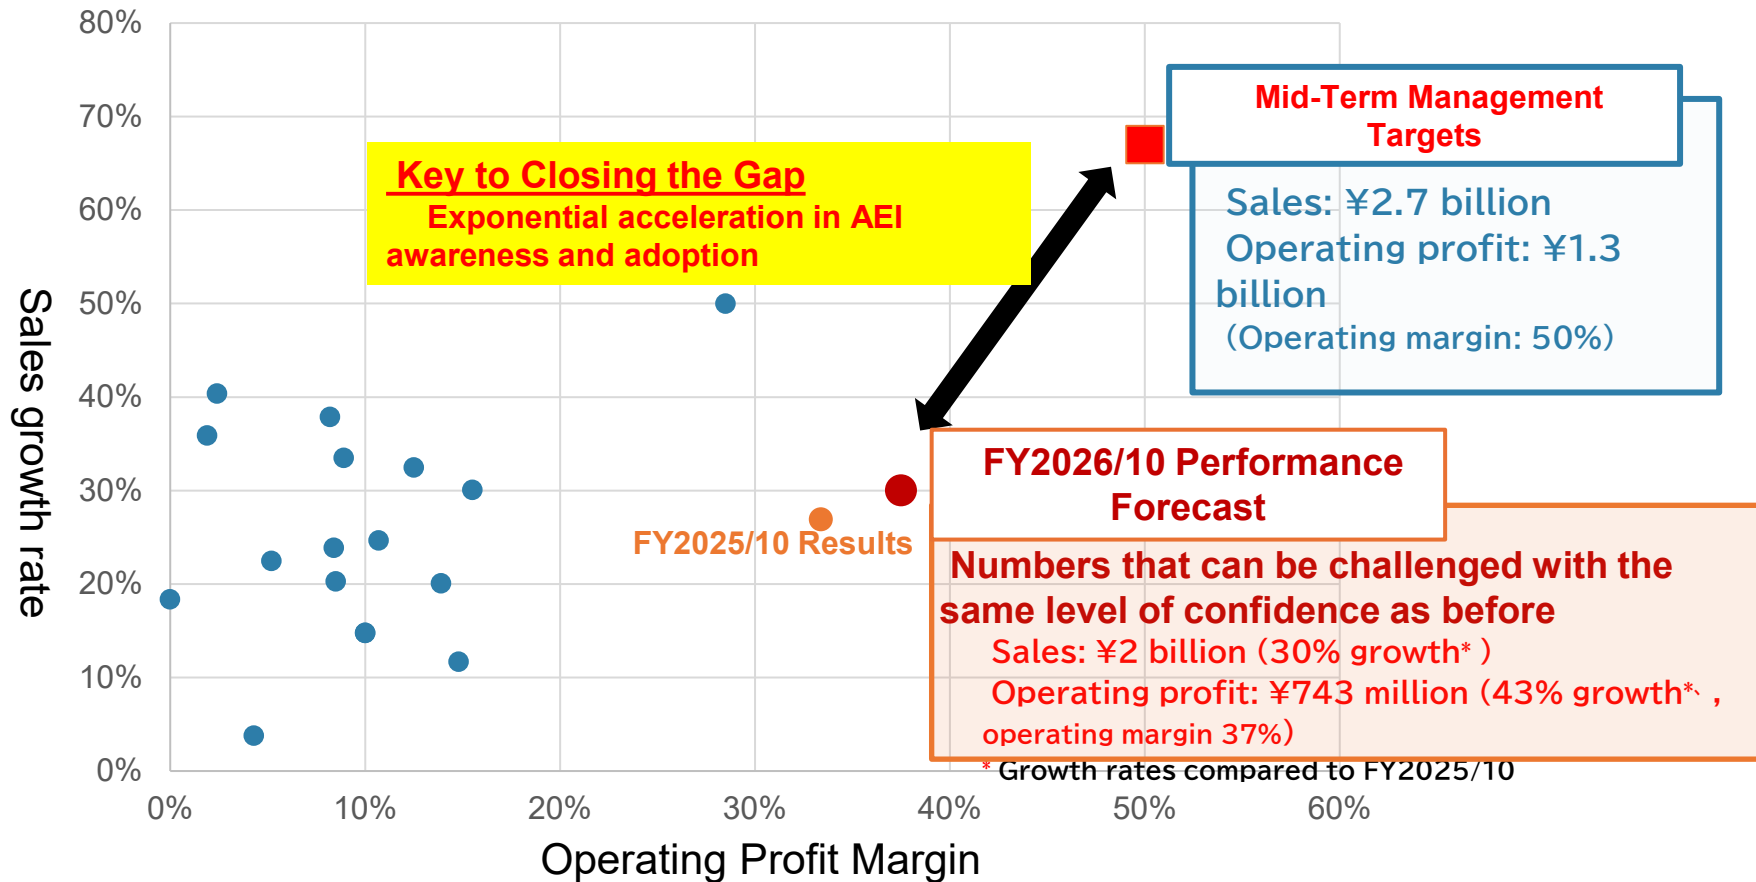 80%
70%
60%
50%
40%
30%
20%
10%
0%
Sales growth rate
Key to Closing the Gap
Exponential acceleration in AEI
awareness and adoption
Mid-Term Management
Targets
Sales: ¥2.7 billion
Operating profit: ¥1.3
billion
(Operating margin: 50%)
FY2025/10 Results
FY2026/10 Performance
Forecast
Numbers that can be challenged with the
same level of confidence as before
Sales: ¥2 billion (30% growth* )
Operating profit: ¥743 million (43% growth*、,
operating margin 37%)
* Growth rates compared to FY2025/10
0% 10% 20% 30% 40% 50% 60%
Operating Profit Margin